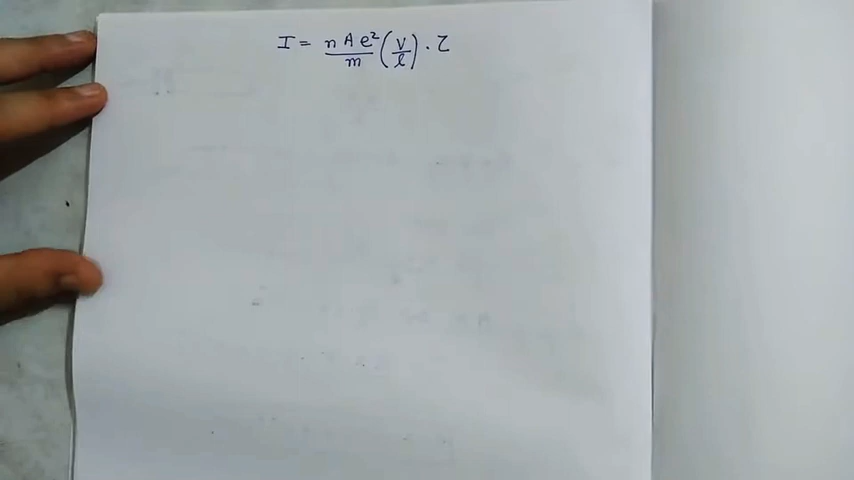 I = nAe²/m (V/l) · τ